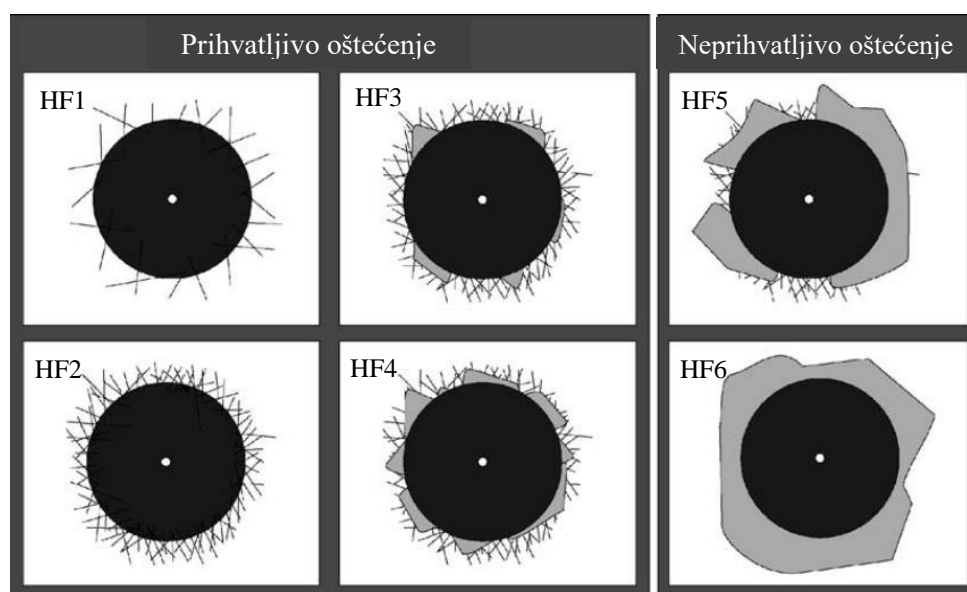 Prihvatljivo oštećenje
Neprihvatljivo oštećenje
HF1
HF3
HF5
HF2
HF4
HF6